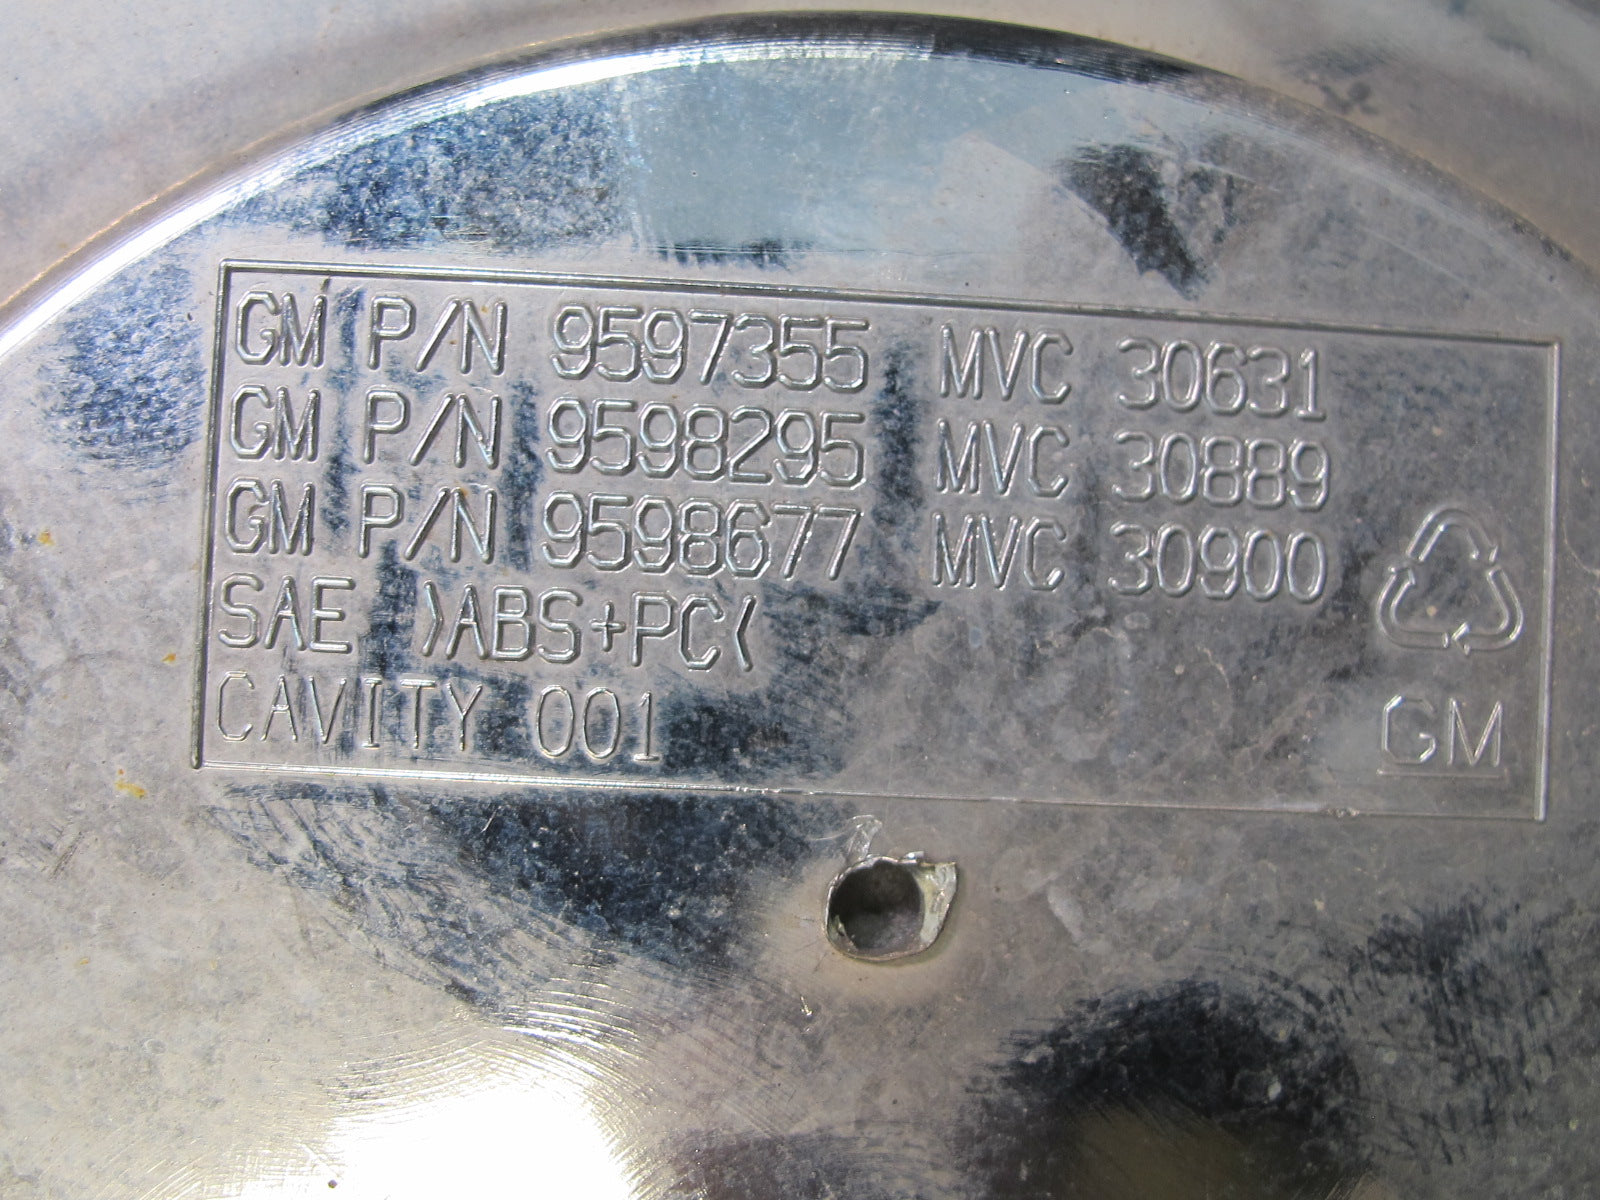 GM P/N 9597355 MVC 30631
GM P/N 9598295 MVC 30889
GM P/N 9598677 MVC 30900
SAE >ABS+PC<
CAVITY 001
GM